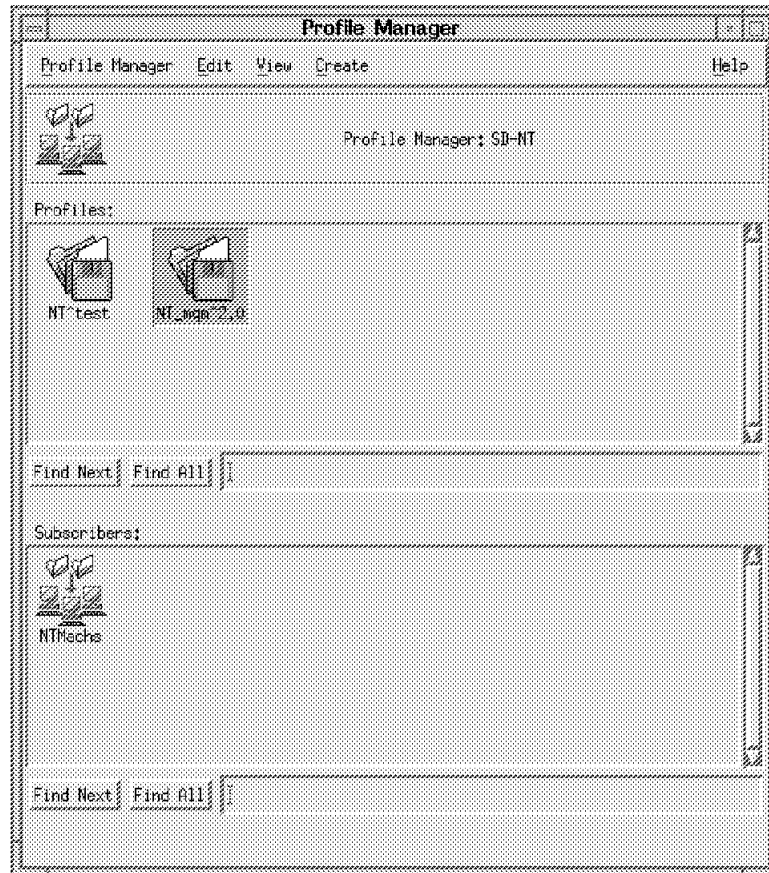 Profile Manager
Profile Manager Edit View Create Help
Profile Manager: SD-NT
Profiles:
NT^test NT_mqm^2.0
Find Next Find All
Subscribers:
NTMachs
Find Next Find All